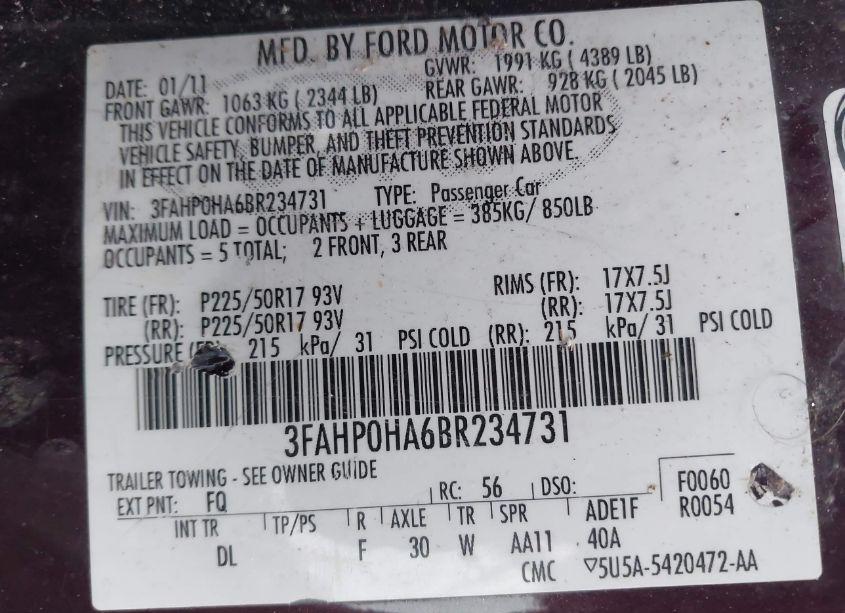 MFD. BY FORD MOTOR CO.
DATE: 01/11 GVWR: 1991 KG ( 4389 LB)
FRONT GAWR: 1063 KG ( 2344 LB) REAR GAWR: 928 KG ( 2045 LB)
THIS VEHICLE CONFORMS TO ALL APPLICABLE FEDERAL MOTOR
VEHICLE SAFETY, BUMPER, AND THEFT PREVENTION STANDARDS
IN EFFECT ON THE DATE OF MANUFACTURE SHOWN ABOVE.
VIN: 3FAHP0HA6BR234731 TYPE: Passenger Car
MAXIMUM LOAD = OCCUPANTS + LUGGAGE = 385KG/ 850LB
OCCUPANTS = 5 TOTAL; 2 FRONT, 3 REAR
TIRE (FR): P225/50R17 93V RIMS (FR): 17X7.5J
(RR): P225/50R17 93V (RR): 17X7.5J
PRESSURE 215 kPa/ 31 PSI COLD (RR): 215 kPa/ 31 PSI COLD
3FAHP0HA6BR234731
TRAILER TOWING - SEE OWNER GUIDE
EXT PNT: FQ RC: 56 DSO: F0060
R0054
INT TR TP/PS R AXLE TR SPR ADE1F
DL F 30 W AA11 40A
CMC ▽5U5A-5420472-AA